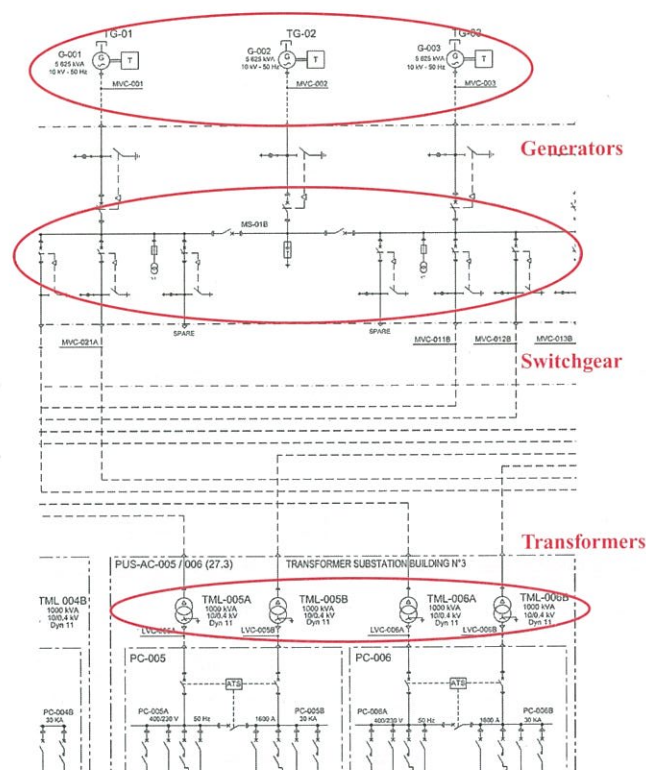 TG-01
TG-02
TG-03
G-001
5 625 kVA
10 kV - 50 Hz
G
T
G-002
5 625 kVA
10 kV - 50 Hz
G
T
G-003
5 625 kVA
10 kV - 50 Hz
G
T
MVC-001
MVC-002
MVC-003
Generators
MS-01B
SPARE
SPARE
MVC-021A
MVC-011B
MVC-012B
MVC-013B
Switchgear
Transformers
PUS-AC-005 / 006 (27.3)
TRANSFORMER SUBSTATION BUILDING N°3
TML 004B
1000 kVA
10/0.4 kV
Dyn 11
TML-005A
1000 kVA
10/0.4 kV
Dyn 11
TML-005B
1000 kVA
10/0.4 kV
Dyn 11
TML-006A
1000 kVA
10/0.4 kV
Dyn 11
TML-006B
1000 kVA
10/0.4 kV
Dyn 11
LVC-005A
LVC-005B
LVC-006A
LVC-006B
PC-005
PC-006
ATS
ATS
PC-004B
30 KA
PC-005A
400/230 V
50 Hz
1600 A
PC-005B
30 KA
PC-006A
400/230 V
50 Hz
1600 A
PC-006B
30 KA